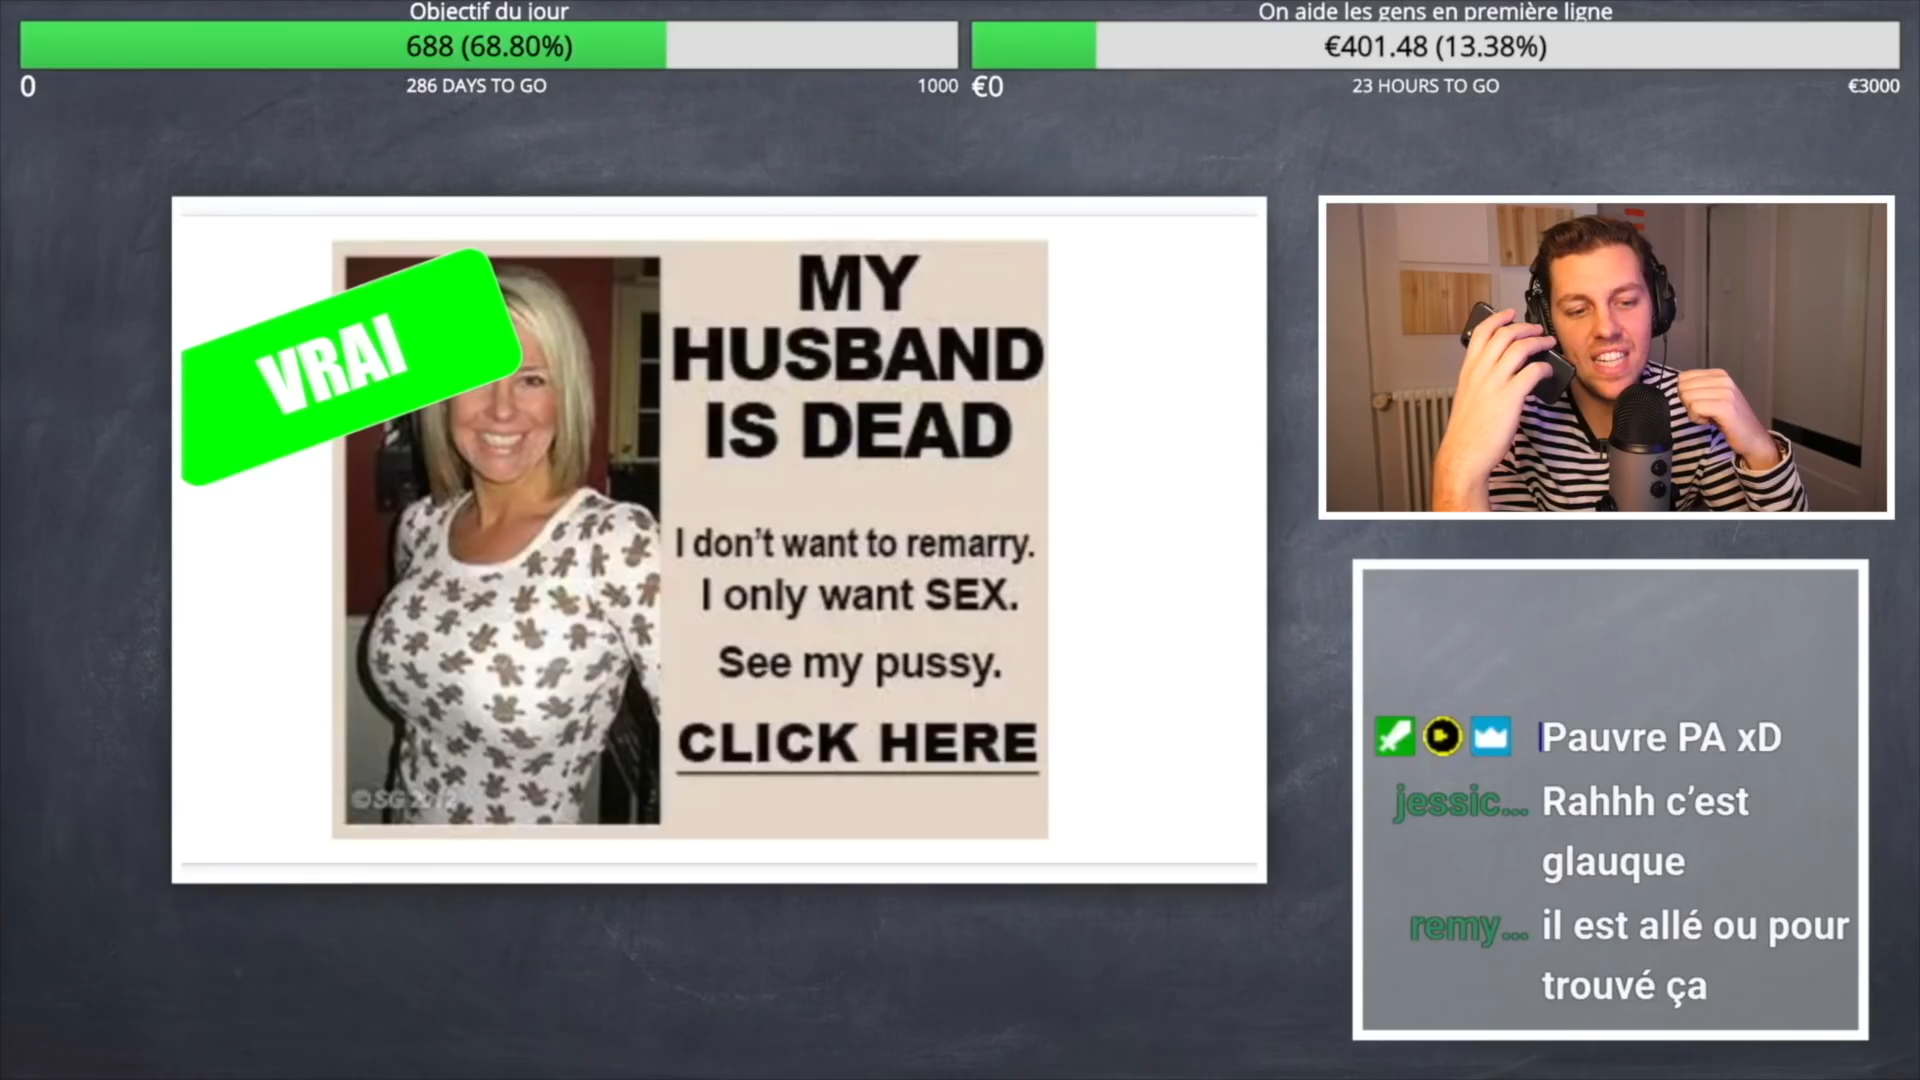 Objectif du jour
688 (68.80%)
0
286 DAYS TO GO
1000
On aide les gens en première ligne
€401.48 (13.38%)
€0
23 HOURS TO GO
€3000
VRAI
MY
HUSBAND
IS DEAD
I don't want to remarry.
I only want SEX.
See my pussy.
CLICK HERE
©SG 2012
Pauvre PA xD
jessic... Rahhh c’est
glauque
remy... il est allé ou pour
trouvé ça